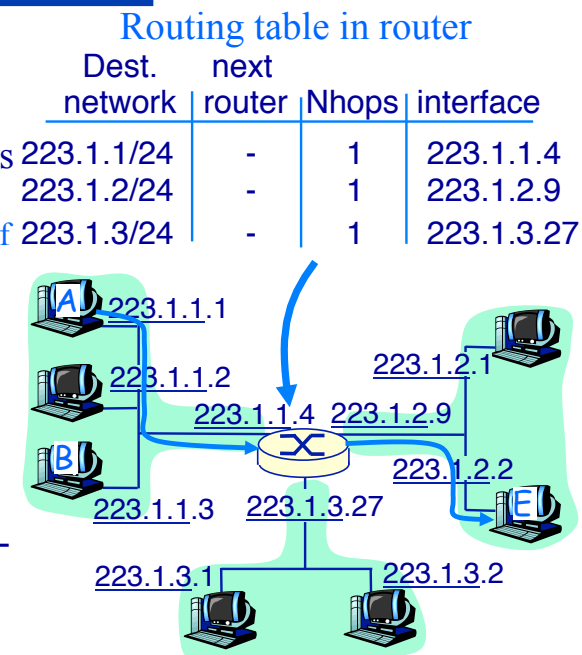 Routing table in router
Dest. next
network router Nhops interface
s 223.1.1/24 - 1 223.1.1.4
223.1.2/24 - 1 223.1.2.9
f 223.1.3/24 - 1 223.1.3.27
A
223.1.1.1
223.1.2.1
223.1.1.2
223.1.1.4 223.1.2.9
B
223.1.2.2
E
223.1.1.3 223.1.3.27
223.1.3.1 223.1.3.2